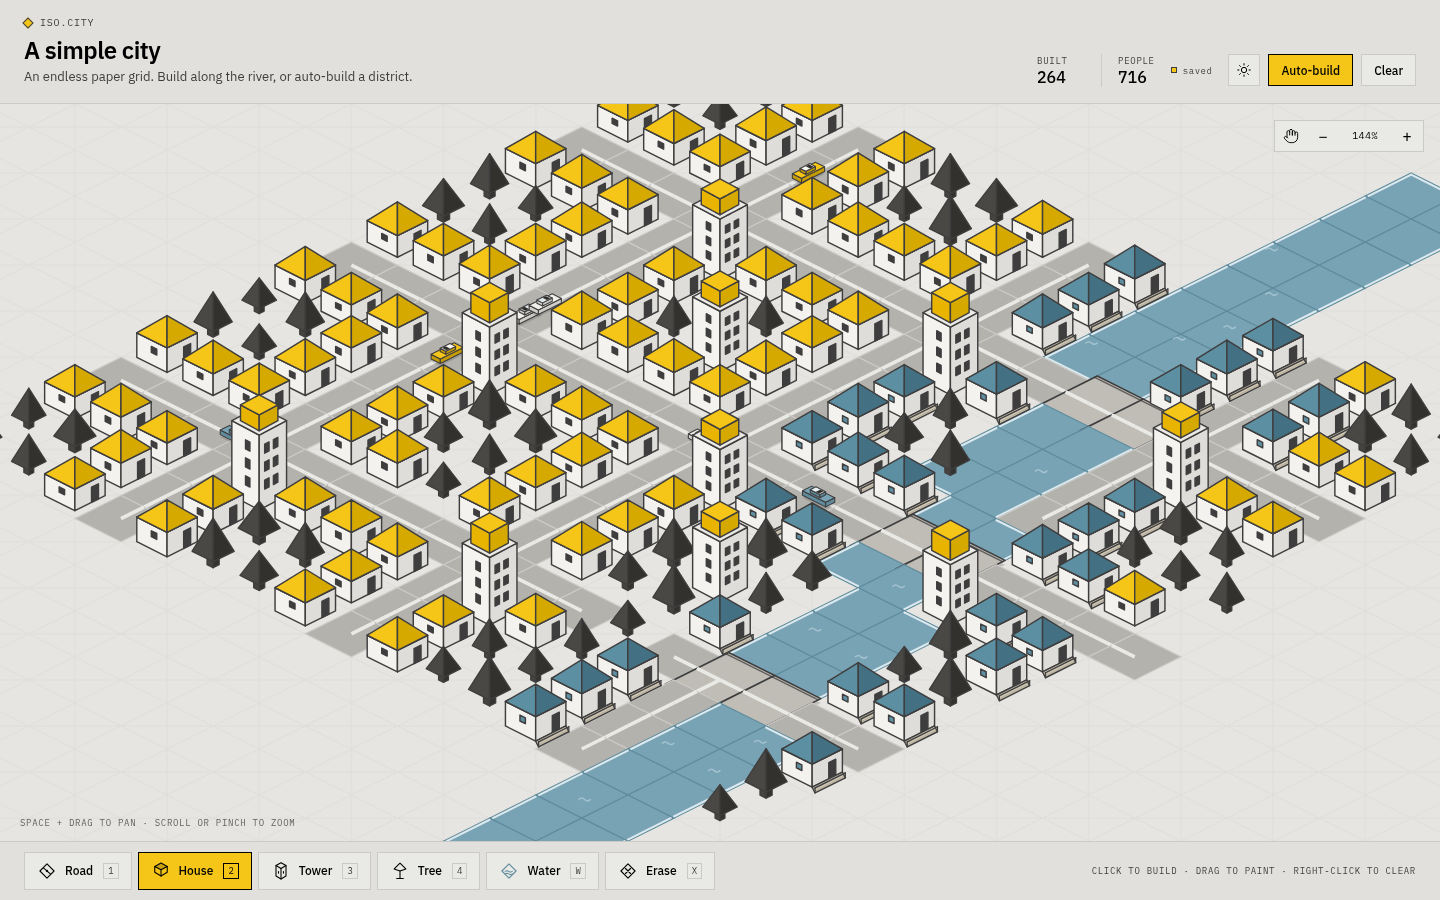 ISO.CITY
A simple city
An endless paper grid. Build along the river, or auto-build a district.
BUILT
264
PEOPLE
716
saved
Auto-build
Clear
− 144% +
SPACE + DRAG TO PAN · SCROLL OR PINCH TO ZOOM
Road 1
House 2
Tower 3
Tree 4
Water W
Erase X
CLICK TO BUILD · DRAG TO PAINT · RIGHT-CLICK TO CLEAR